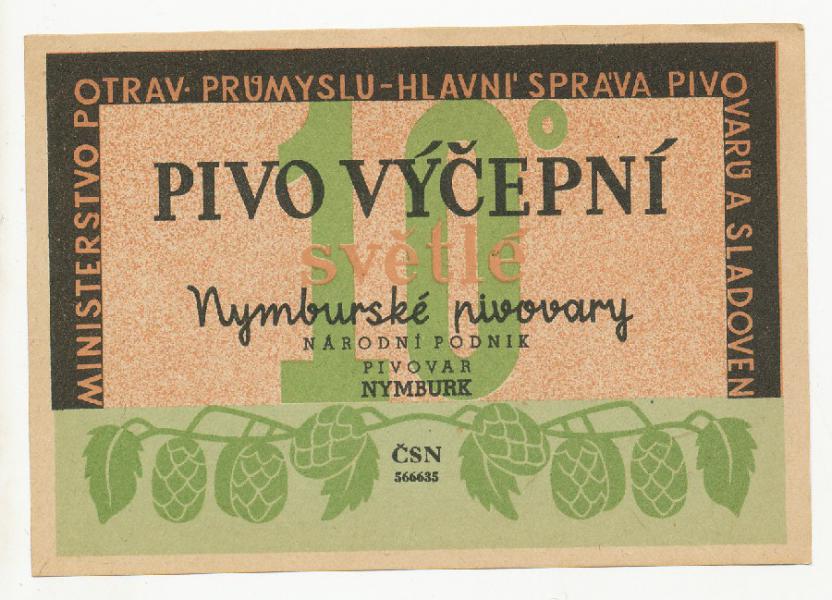 MINISTERSTVO POTRAV· PRŮMYSLU-HLAVNÍ SPRÁVA PIVOVARŮ A SLADOVEN
10°
PIVO VÝČEPNÍ
světlé
Nymburské pivovary
NÁRODNÍ PODNIK
PIVOVAR
NYMBURK
ČSN
566635